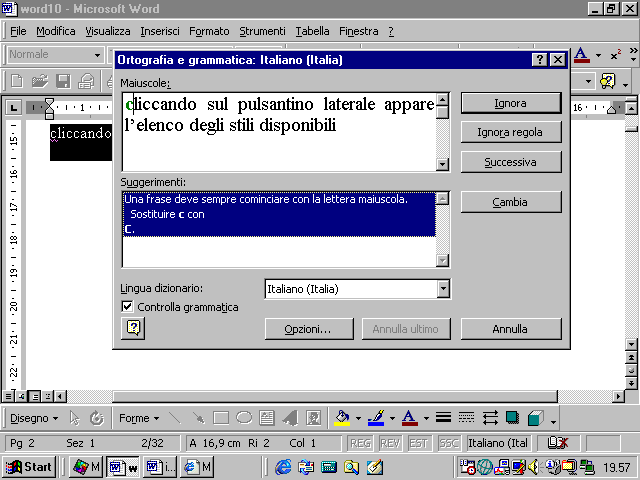 word10 - Microsoft Word
File Modifica Visualizza Inserisci Formato Strumenti Tabella Finestra ?
Normale
cliccando
Ortografia e grammatica: Italiano (Italia)
Maiuscole:
cliccando sul pulsantino laterale appare
l'elenco degli stili disponibili
Ignora
Ignora regola
Successiva
Suggerimenti:
Una frase deve sempre cominciare con la lettera maiuscola.
Sostituire c con
C.
Cambia
Lingua dizionario:
Italiano (Italia)
Controlla grammatica
Opzioni...
Annulla ultimo
Annulla
Disegno Forme
Pg 2 Sez 1 2/32 A 16,9 cm Ri 2 Col 1 REG REV EST SSC Italiano (Ital
Start M w i... M 19.57